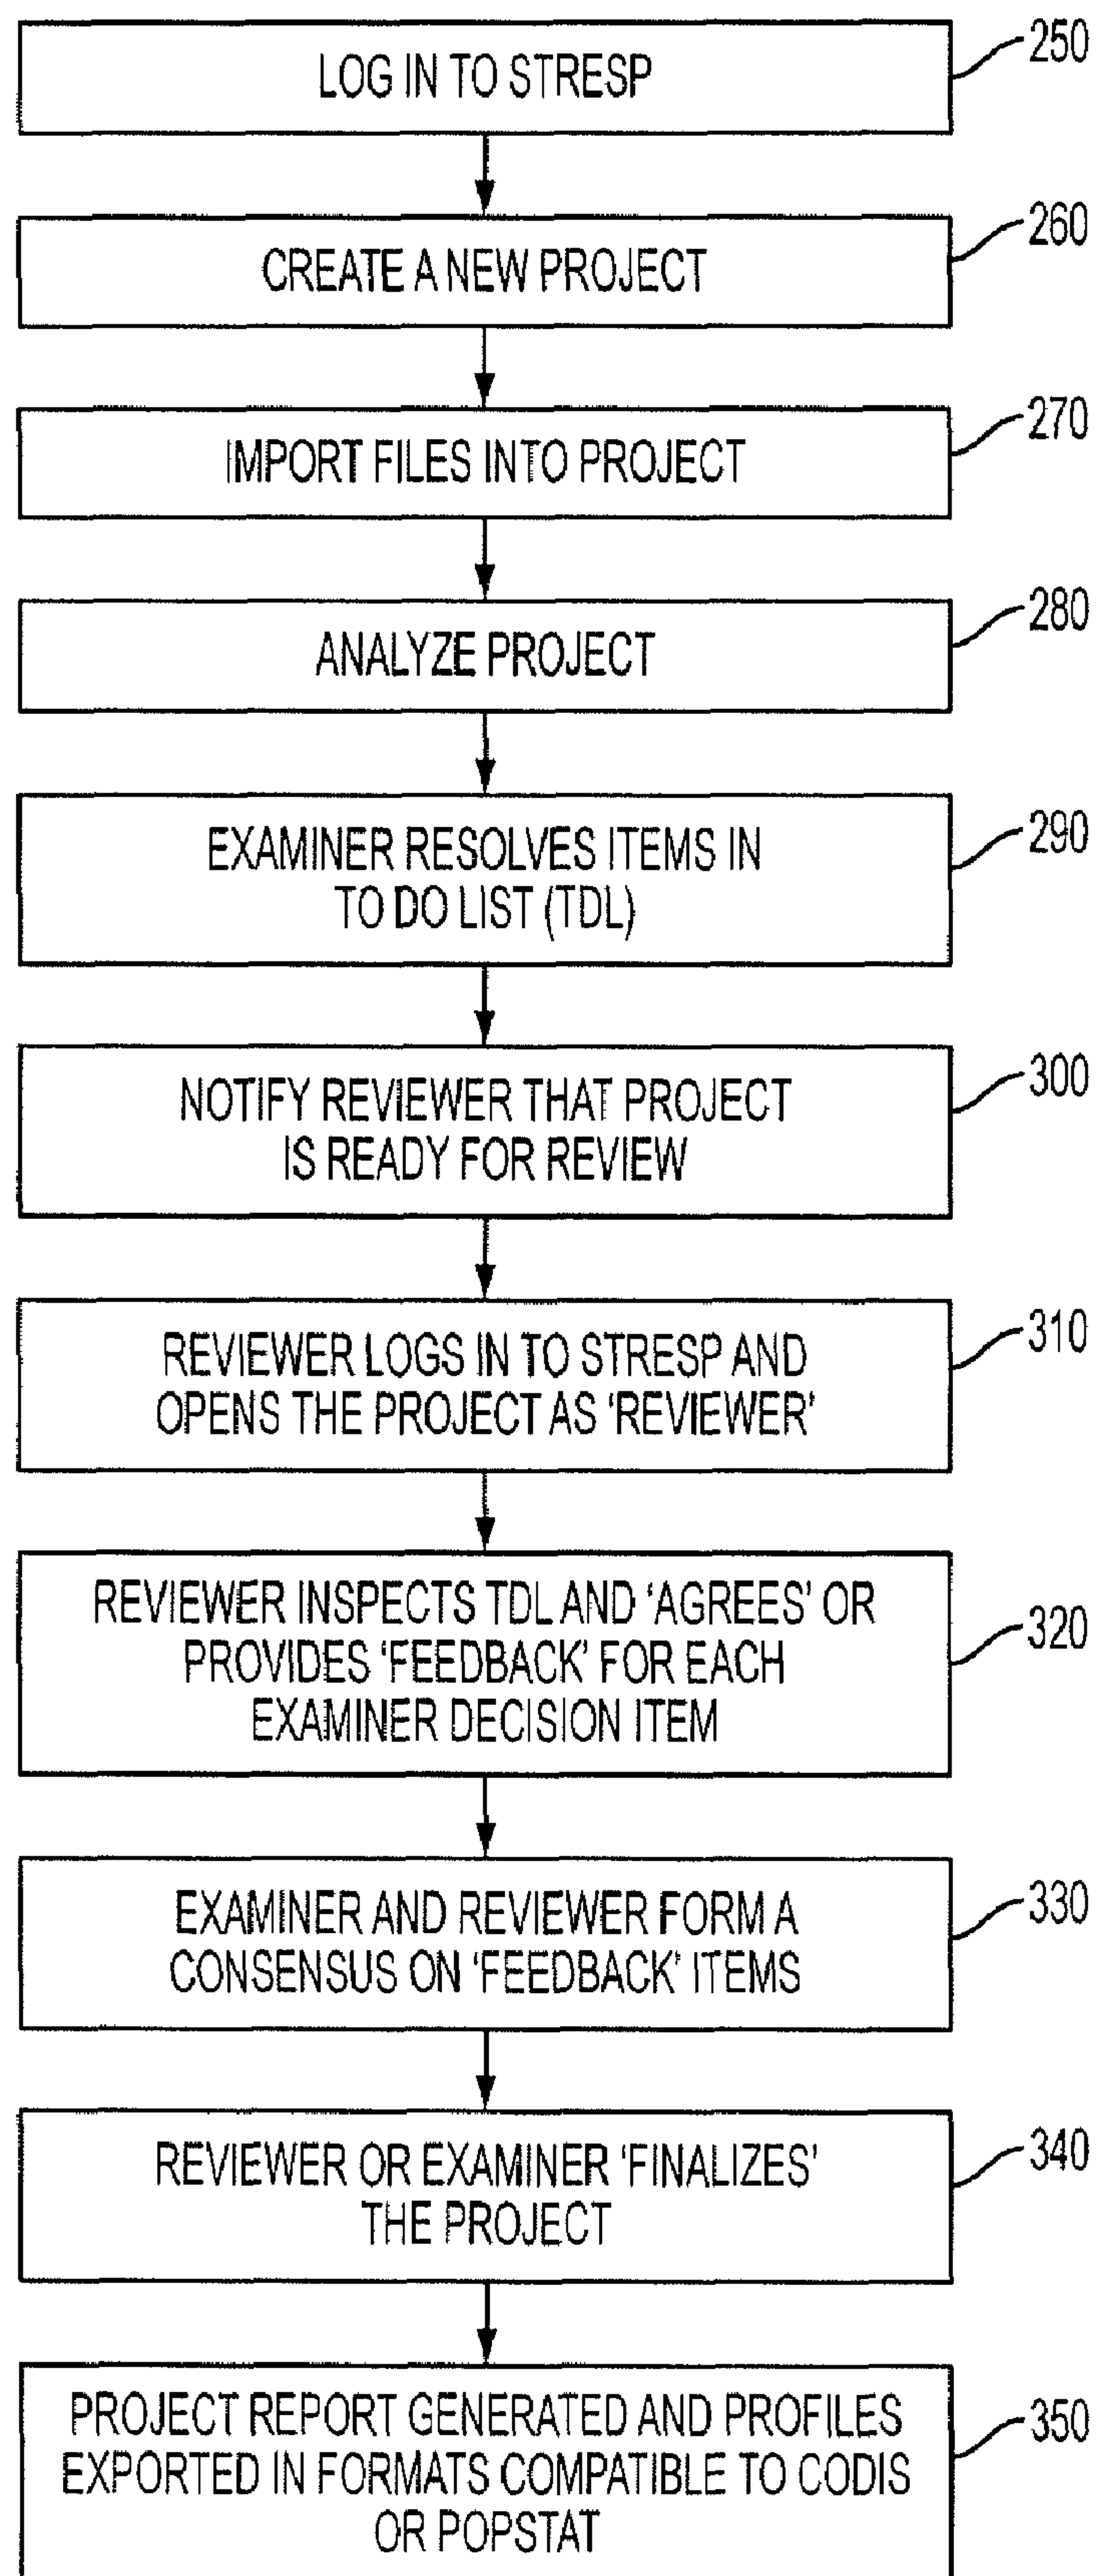 250
LOG IN TO STRESP
260
CREATE A NEW PROJECT
270
IMPORT FILES INTO PROJECT
280
ANALYZE PROJECT
290
EXAMINER RESOLVES ITEMS IN
TO DO LIST (TDL)
300
NOTIFY REVIEWER THAT PROJECT
IS READY FOR REVIEW
310
REVIEWER LOGS IN TO STRESP AND
OPENS THE PROJECT AS ‘REVIEWER’
320
REVIEWER INSPECTS TDL AND ‘AGREES’ OR
PROVIDES ‘FEEDBACK’ FOR EACH
EXAMINER DECISION ITEM
330
EXAMINER AND REVIEWER FORM A
CONSENSUS ON ‘FEEDBACK’ ITEMS
340
REVIEWER OR EXAMINER ‘FINALIZES’
THE PROJECT
350
PROJECT REPORT GENERATED AND PROFILES
EXPORTED IN FORMATS COMPATIBLE TO CODIS
OR POPSTAT